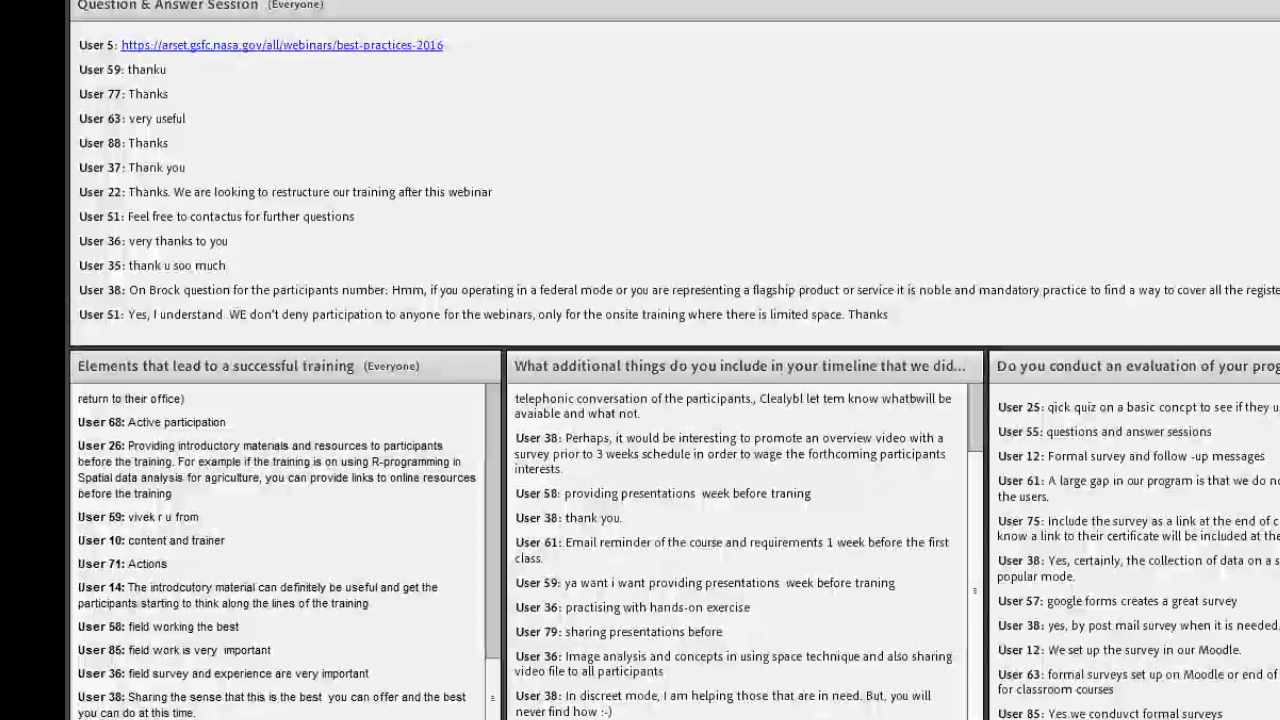 Question & Answer Session (Everyone)
User 5: https://arset.gsfc.nasa.gov/all/webinars/best-practices-2016
User 59: thanku
User 77: Thanks
User 63: very useful
User 88: Thanks
User 37: Thank you
User 22: Thanks. We are looking to restructure our training after this webinar
User 51: Feel free to contactus for further questions
User 36: very thanks to you
User 35: thank u soo much
User 38: On Brock question for the participants number: Hmm, if you operating in a federal mode or you are representing a flagship product or service it is noble and mandatory practice to find a way to cover all the registe
User 51: Yes, I understand. WE don't deny participation to anyone for the webinars, only for the onsite training where there is limited space. Thanks
Elements that lead to a successful training (Everyone)
return to their office)
User 68: Active participation
User 26: Providing introductory materials and resources to participants
before the training. For example if the training is on using R-programming in
Spatial data analysis for agriculture, you can provide links to online resources
before the training
User 59: vivek r u from
User 10: content and trainer
User 71: Actions
User 14: The introdcutory material can definitely be useful and get the
participants starting to think along the lines of the training
User 58: field working the best
User 85: field work is very important
User 36: field survey and experience are very important
User 38: Sharing the sense that this is the best you can offer and the best
you can do at this time.
What additional things do you include in your timeline that we did...
telephonic conversation of the participants., Clealybl let tem know whatbwill be
avaiable and what not.
User 38: Perhaps, it would be interesting to promote an overview video with a
survey prior to 3 weeks schedule in order to wage the forthcoming participants
interests.
User 58: providing presentations week before traning
User 38: thank you.
User 61: Email reminder of the course and requirements 1 week before the first
class.
User 59: ya want i want providing presentations week before traning
User 36: practising with hands-on exercise
User 79: sharing presentations before
User 36: Image analysis and concepts in using space technique and also sharing
video file to all participants
User 38: In discreet mode, I am helping those that are in need. But, you will
never find how :-)
Do you conduct an evaluation of your prog
User 25: qick quiz on a basic concpt to see if they u
User 55: questions and answer sessions
User 12: Formal survey and follow -up messages
User 61: A large gap in our program is that we do no
the users.
User 75: Include the survey as a link at the end of c
know a link to their certificate will be included at the
User 38: Yes, certainly, the collection of data on a s
popular mode.
User 57: google forms creates a great survey
User 38: yes, by post mail survey when it is needed.
User 12: We set up the survey in our Moodle.
User 63: formal surveys set up on Moodle or end of
for classroom courses
User 85: Yes we conduvct formal surveys